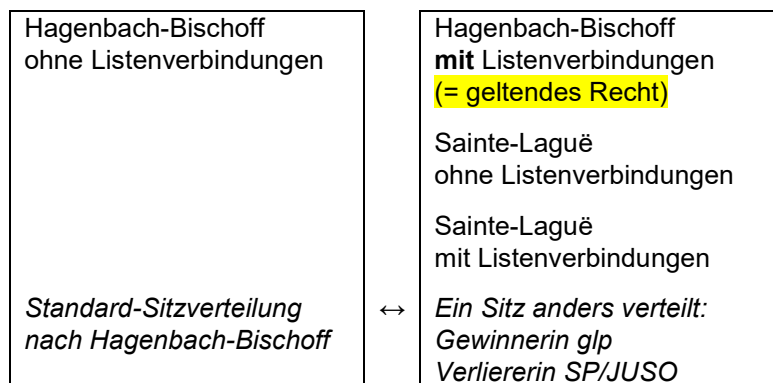 Hagenbach-Bischoff
ohne Listenverbindungen
Standard-Sitzverteilung
nach Hagenbach-Bischoff
↔
Hagenbach-Bischoff
mit Listenverbindungen
(= geltendes Recht)
Sainte-Laguë
ohne Listenverbindungen
Sainte-Laguë
mit Listenverbindungen
Ein Sitz anders verteilt:
Gewinnerin glp
Verliererin SP/JUSO